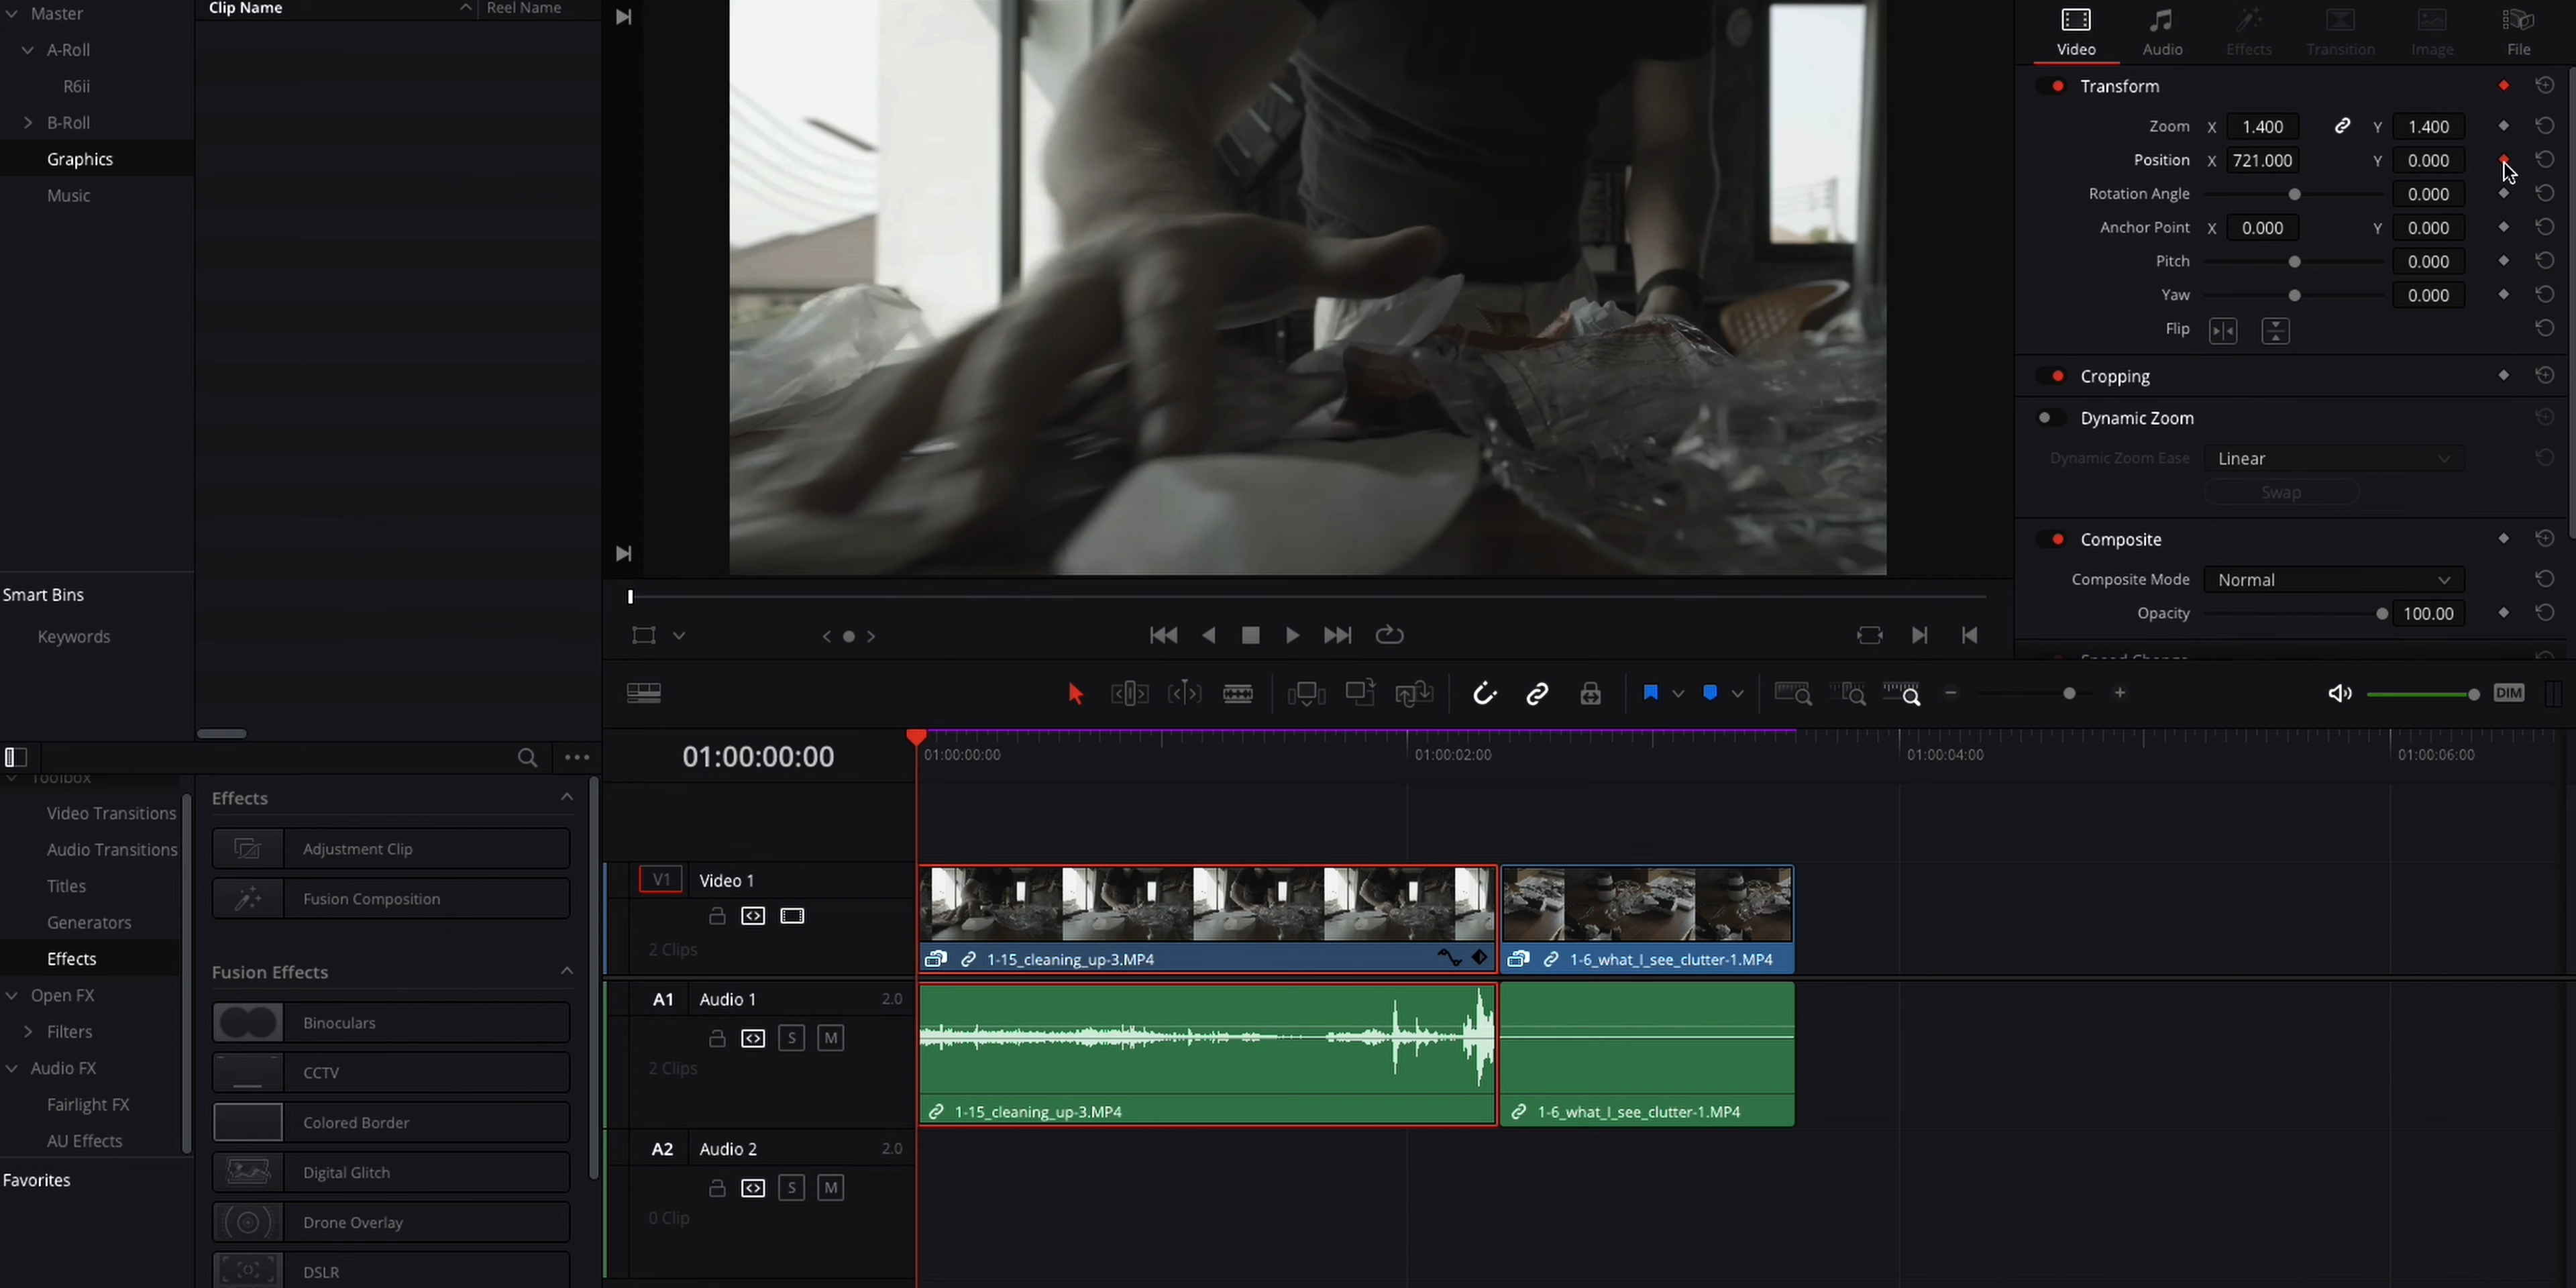 Master
A-Roll
R6ii
B-Roll
Graphics
Music
Smart Bins
Keywords
Clip Name
Reel Name
Video
Audio
Effects
Transition
Image
File
Transform
Zoom X 1.400 Y 1.400
Position X 721.000 Y 0.000
Rotation Angle 0.000
Anchor Point X 0.000 Y 0.000
Pitch 0.000
Yaw 0.000
Flip
Cropping
Dynamic Zoom
Dynamic Zoom Ease Linear
Swap
Composite
Composite Mode Normal
Opacity 100.00
Speed Change
DIM
Toolbox
Video Transitions
Audio Transitions
Titles
Generators
Effects
Open FX
Filters
Audio FX
Fairlight FX
AU Effects
Favorites
Effects
Adjustment Clip
Fusion Composition
Fusion Effects
Binoculars
CCTV
Colored Border
Digital Glitch
Drone Overlay
DSLR
01:00:00:00
01:00:00:00
01:00:02:00
01:00:04:00
01:00:06:00
V1 Video 1
2 Clips
1-15_cleaning_up-3.MP4
1-6_what_I_see_clutter-1.MP4
A1 Audio 1 2.0
S M
2 Clips
1-15_cleaning_up-3.MP4
1-6_what_I_see_clutter-1.MP4
A2 Audio 2 2.0
S M
0 Clip